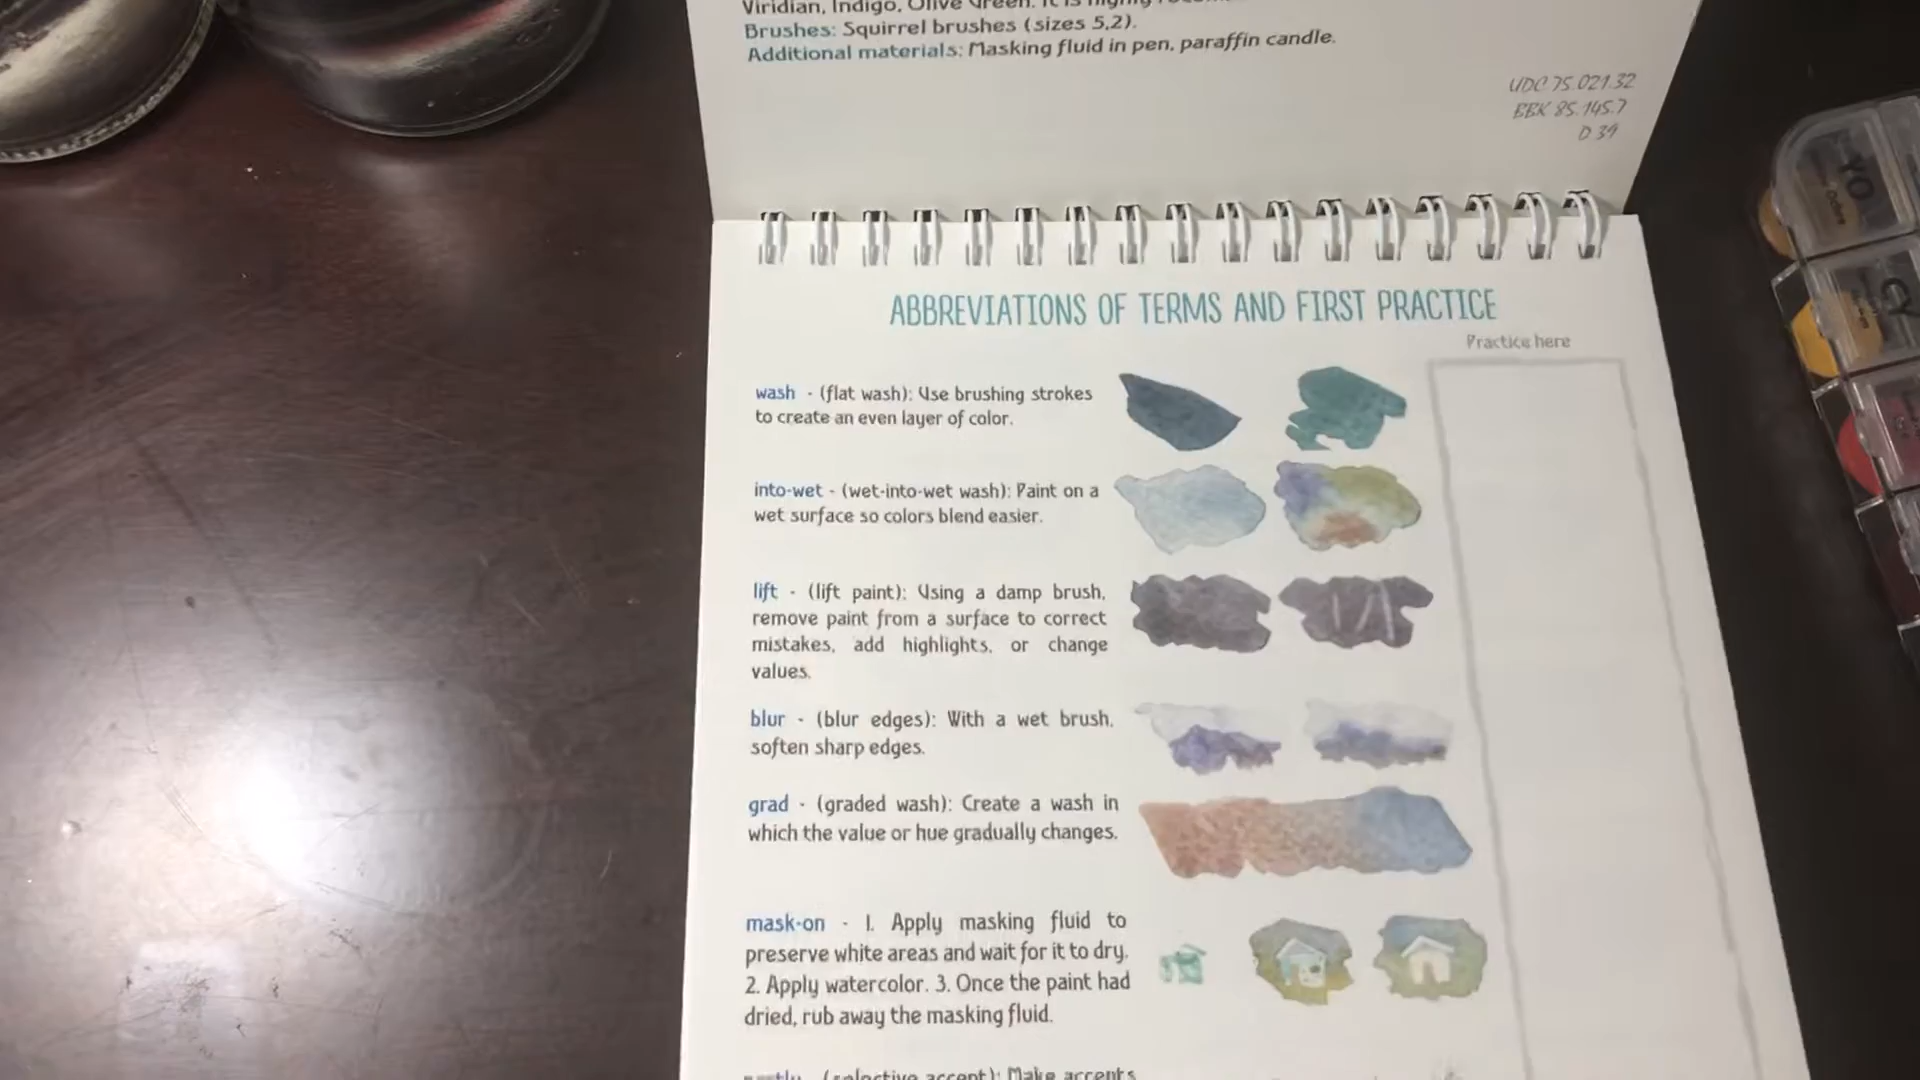 Viridian, Indigo, Olive Green. It is highly
Brushes: Squirrel brushes (sizes 5,2).
Additional materials: Masking fluid in pen, paraffin candle.
UDC 75.021.32
BBK 85.145.7
D 39
ABBREVIATIONS OF TERMS AND FIRST PRACTICE
Practice here
wash - (flat wash): Use brushing strokes
to create an even layer of color.
into-wet - (wet-into-wet wash): Paint on a
wet surface so colors blend easier.
lift - (lift paint): Using a damp brush,
remove paint from a surface to correct
mistakes, add highlights, or change
values.
blur - (blur edges): With a wet brush,
soften sharp edges.
grad - (graded wash): Create a wash in
which the value or hue gradually changes.
mask-on - 1. Apply masking fluid to
preserve white areas and wait for it to dry.
2. Apply watercolor. 3. Once the paint had
dried, rub away the masking fluid.
partly - (selective accent): Make accents
YO
CY